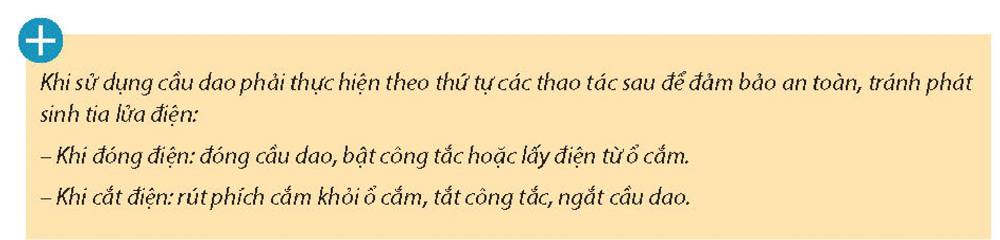 Khi sử dụng cầu dao phải thực hiện theo thứ tự các thao tác sau để đảm bảo an toàn, tránh phát
sinh tia lửa điện:
– Khi đóng điện: đóng cầu dao, bật công tắc hoặc lấy điện từ ổ cắm.
– Khi cắt điện: rút phích cắm khỏi ổ cắm, tắt công tắc, ngắt cầu dao.